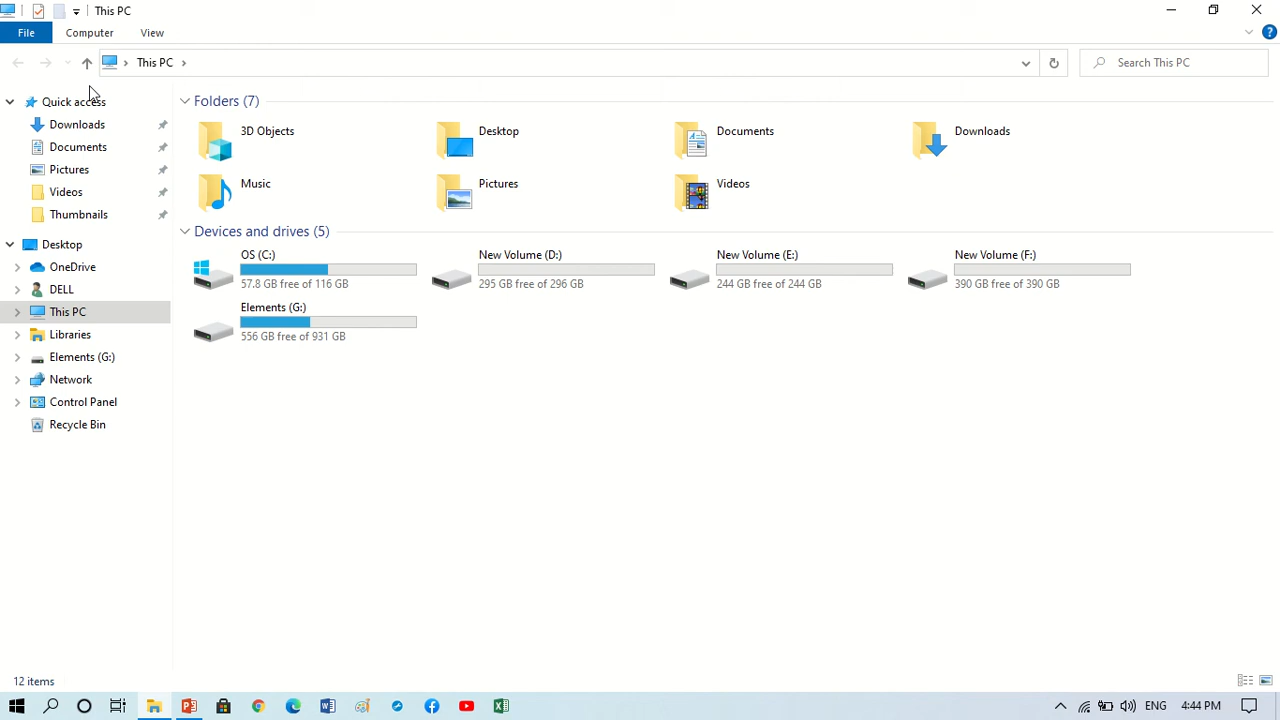 This PC
File Computer View
This PC
Search This PC
Quick access
Downloads
Documents
Pictures
Videos
Thumbnails
Desktop
OneDrive
DELL
This PC
Libraries
Elements (G:)
Network
Control Panel
Recycle Bin
Folders (7)
3D Objects Desktop Documents Downloads
Music Pictures Videos
Devices and drives (5)
OS (C:) New Volume (D:) New Volume (E:) New Volume (F:)
57.8 GB free of 116 GB 295 GB free of 296 GB 244 GB free of 244 GB 390 GB free of 390 GB
Elements (G:)
556 GB free of 931 GB
12 items
ENG 4:44 PM